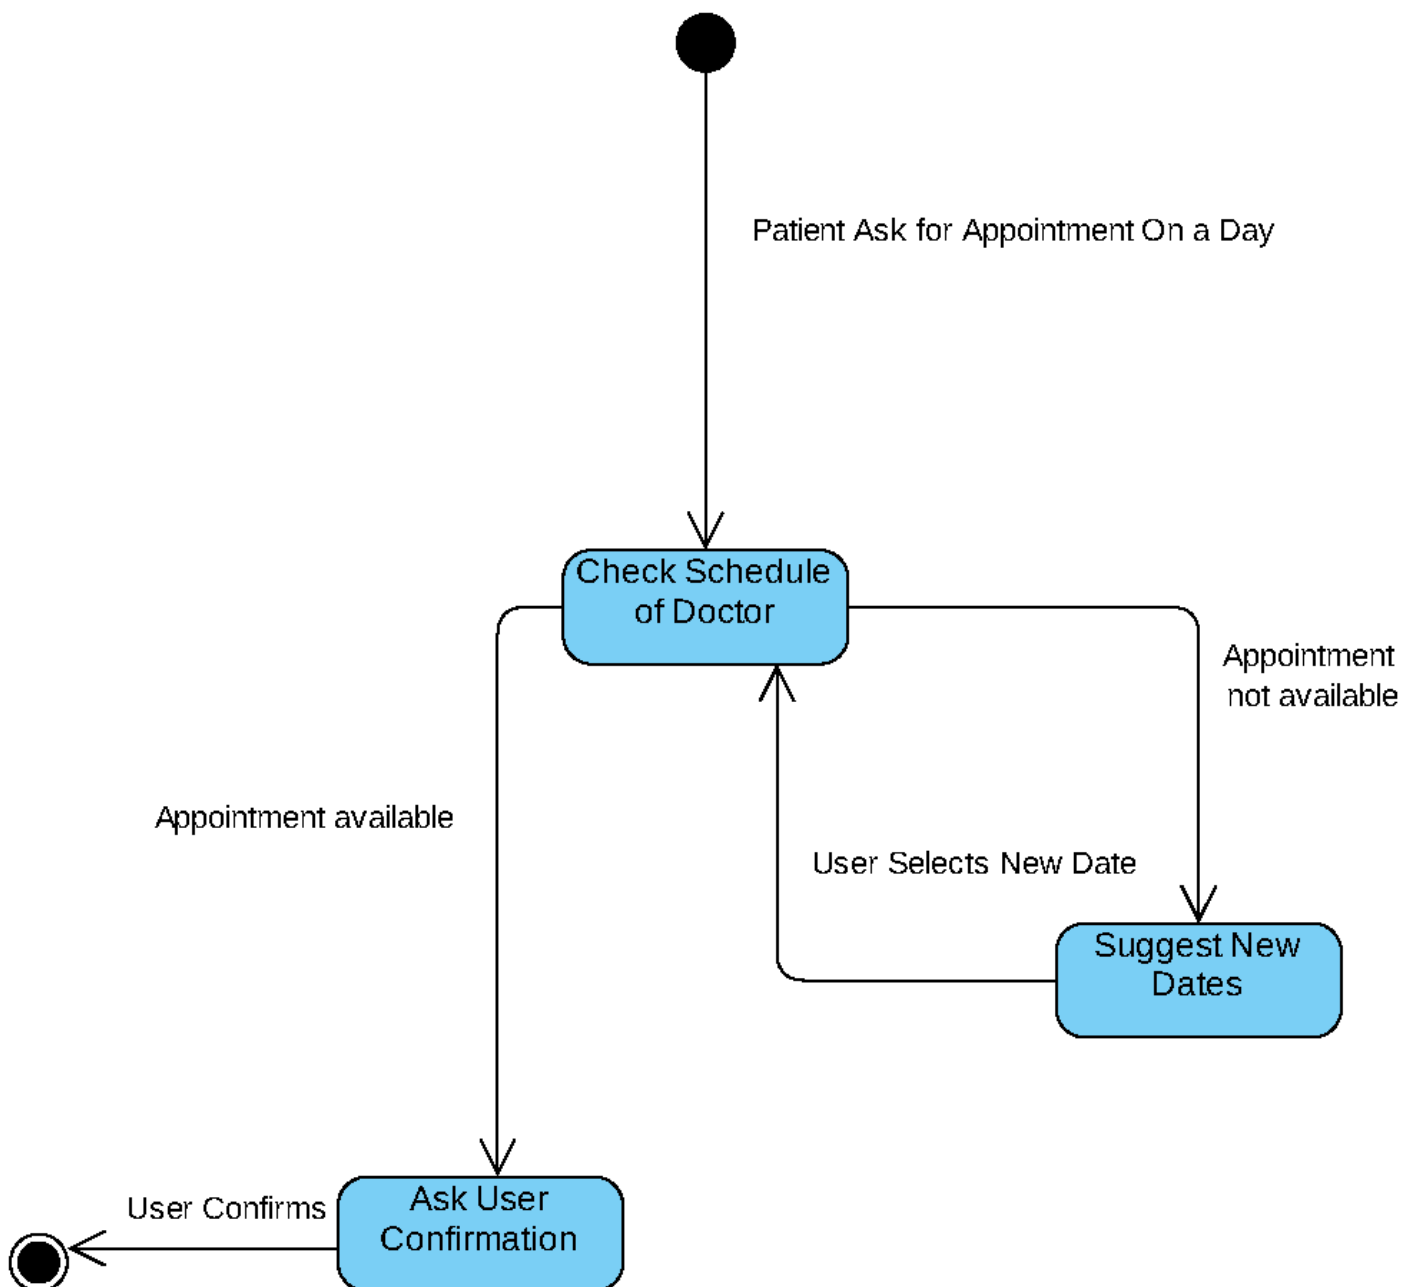 Patient Ask for Appointment On a Day
Check Schedule
of Doctor
Appointment
not available
Appointment available
User Selects New Date
Suggest New
Dates
User Confirms
Ask User
Confirmation